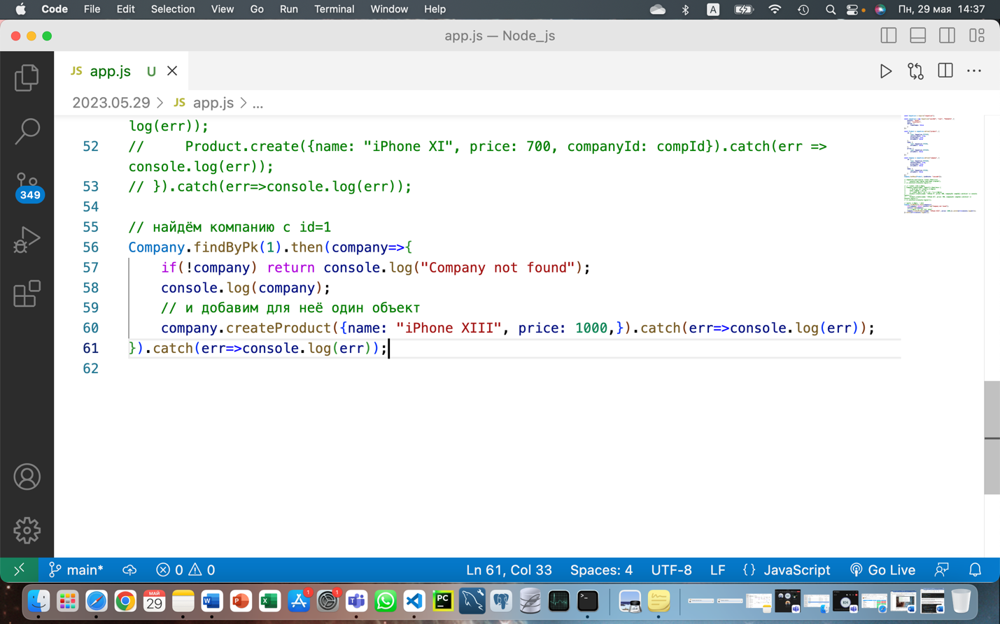 Code File Edit Selection View Go Run Terminal Window Help A Пн, 29 мая 14:37
app.js — Node_js
JS app.js U
2023.05.29 > JS app.js > ...
log(err));
52 // Product.create({name: "iPhone XI", price: 700, companyId: compId}).catch(err =>
console.log(err));
53 // }).catch(err=>console.log(err));
54
55 // найдём компанию с id=1
56 Company.findByPk(1).then(company=>{
57 if(!company) return console.log("Company not found");
58 console.log(company);
59 // и добавим для неё один объект
60 company.createProduct({name: "iPhone XIII", price: 1000,}).catch(err=>console.log(err));
61 }).catch(err=>console.log(err));
62
349
main* 0 0 Ln 61, Col 33 Spaces: 4 UTF-8 LF {} JavaScript Go Live
МАЙ
29
W
P
X
1
1
T
PC
KH